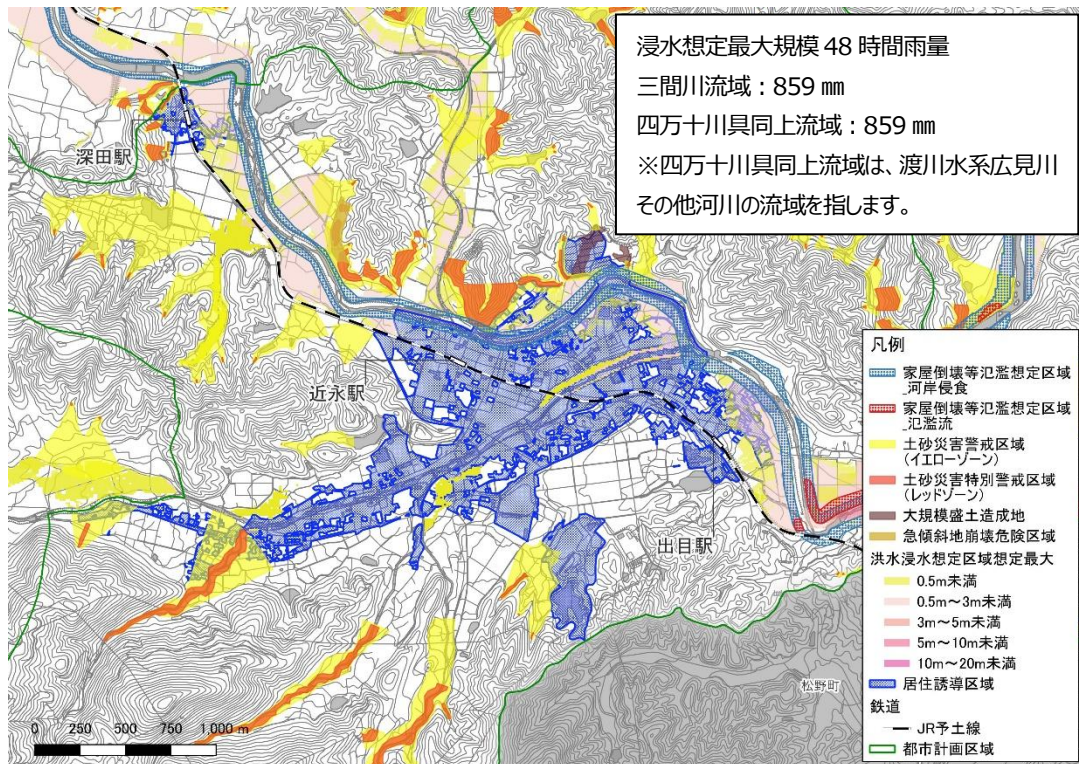 浸水想定最大規模 48 時間雨量
三間川流域：859 ㎜
四万十川具同上流域：859 ㎜
※四万十川具同上流域は、渡川水系広見川
その他河川の流域を指します。
深田駅
近永駅
出目駅
松野町
凡例
家屋倒壊等氾濫想定区域
_河岸侵食
家屋倒壊等氾濫想定区域
_氾濫流
土砂災害警戒区域
(イエローゾーン)
土砂災害特別警戒区域
(レッドゾーン)
大規模盛土造成地
急傾斜地崩壊危険区域
洪水浸水想定区域想定最大
0.5m未満
0.5m～3m未満
3m～5m未満
5m～10m未満
10m～20m未満
居住誘導区域
鉄道
JR予土線
都市計画区域
0 250 500 750 1,000 m